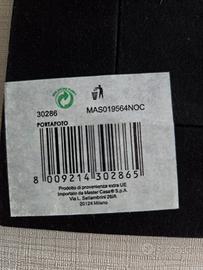 30286
MAS019564NOC
PORTAFOTO
8 009214 302865
Prodotto di provenienza extra UE
Importato da Master Casa® S.p.A
Via L. Settembrini 26/A
20124 Milano